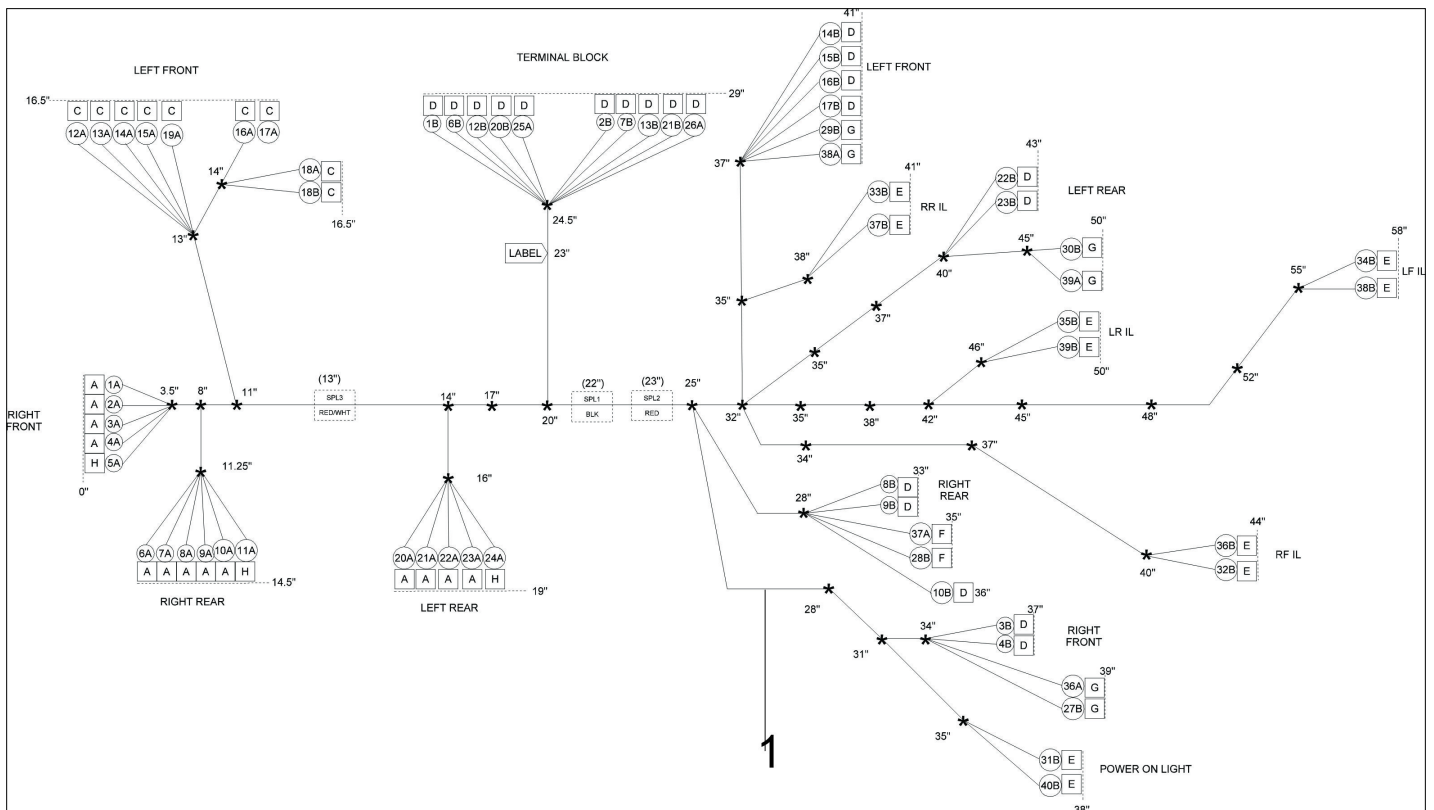 LEFT FRONT
16.5"
C C C C C C C
12A 13A 14A 15A 19A 16A 17A
14"
18A C
18B C
16.5"
13"
TERMINAL BLOCK
29"
D D D D D D D D D D
1B 6B 12B 20B 25A 2B 7B 13B 21B 26A
24.5"
LABEL 23"
41"
14B D
15B D
LEFT FRONT
16B D
17B D
29B G
38A G
37"
41"
33B E
RR IL
37B E
38"
35"
43"
22B D
LEFT REAR
23B D
50"
45"
30B G
39A G
40"
37"
35"
58"
34B E
LF IL
38B E
55"
52"
35B E
LR IL
39B E
50"
46"
RIGHT FRONT
A 1A
A 2A
A 3A
A 4A
H 5A
0"
3.5"
8"
11"
(13")
SPL3
RED/WHT
14"
17"
20"
(22")
SPL1
BLK
(23")
SPL2
RED
25"
32"
35"
38"
42"
45"
48"
11.25"
6A 7A 8A 9A 10A 11A
A A A A A H
14.5"
RIGHT REAR
16"
20A 21A 22A 23A 24A
A A A A H
19"
LEFT REAR
34"
37"
40"
44"
36B E
RF IL
32B E
28"
33"
8B D
RIGHT REAR
9B D
35"
37A F
28B F
10B D 36"
28"
31"
34"
37"
3B D
RIGHT FRONT
4B D
39"
36A G
27B G
35"
31B E
POWER ON LIGHT
40B E
38"
1